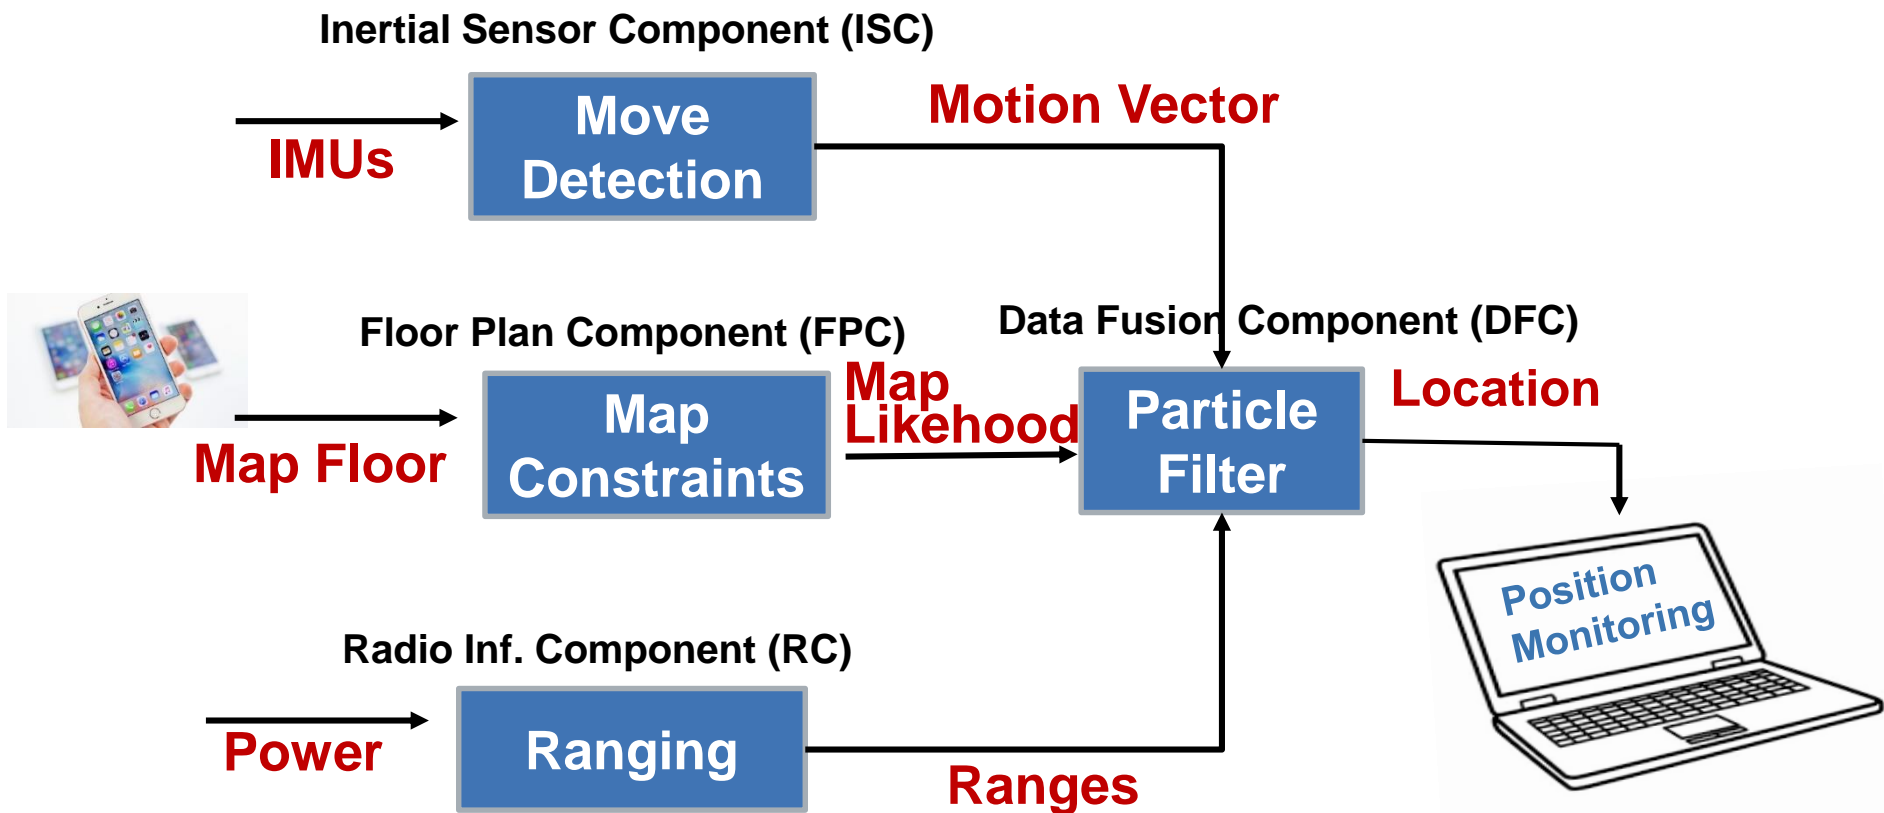 Inertial Sensor Component (ISC)
IMUs
Move
Detection
Motion Vector
Floor Plan Component (FPC)
Map Floor
Map
Constraints
Map
Likehood
Data Fusion Component (DFC)
Particle
Filter
Location
Position
Monitoring
Radio Inf. Component (RC)
Power
Ranging
Ranges